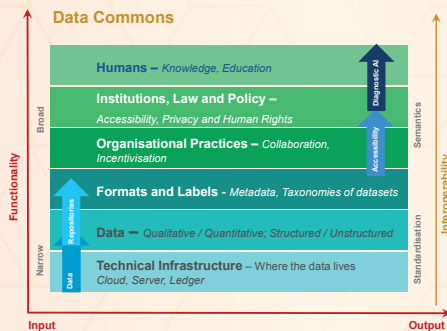 Data Commons
Humans – Knowledge, Education
Institutions, Law and Policy –
Accessibility, Privacy and Human Rights
Organisational Practices – Collaboration,
Incentivisation
Formats and Labels - Metadata, Taxonomies of datasets
Data – Qualitative / Quantitative; Structured / Unstructured
Technical Infrastructure – Where the data lives
Cloud, Server, Ledger
Functionality
Broad
Narrow
Repositories
Data
Diagnostic AI
Accessibility
Semantics
Standardisation
Interoperability
Input
Output